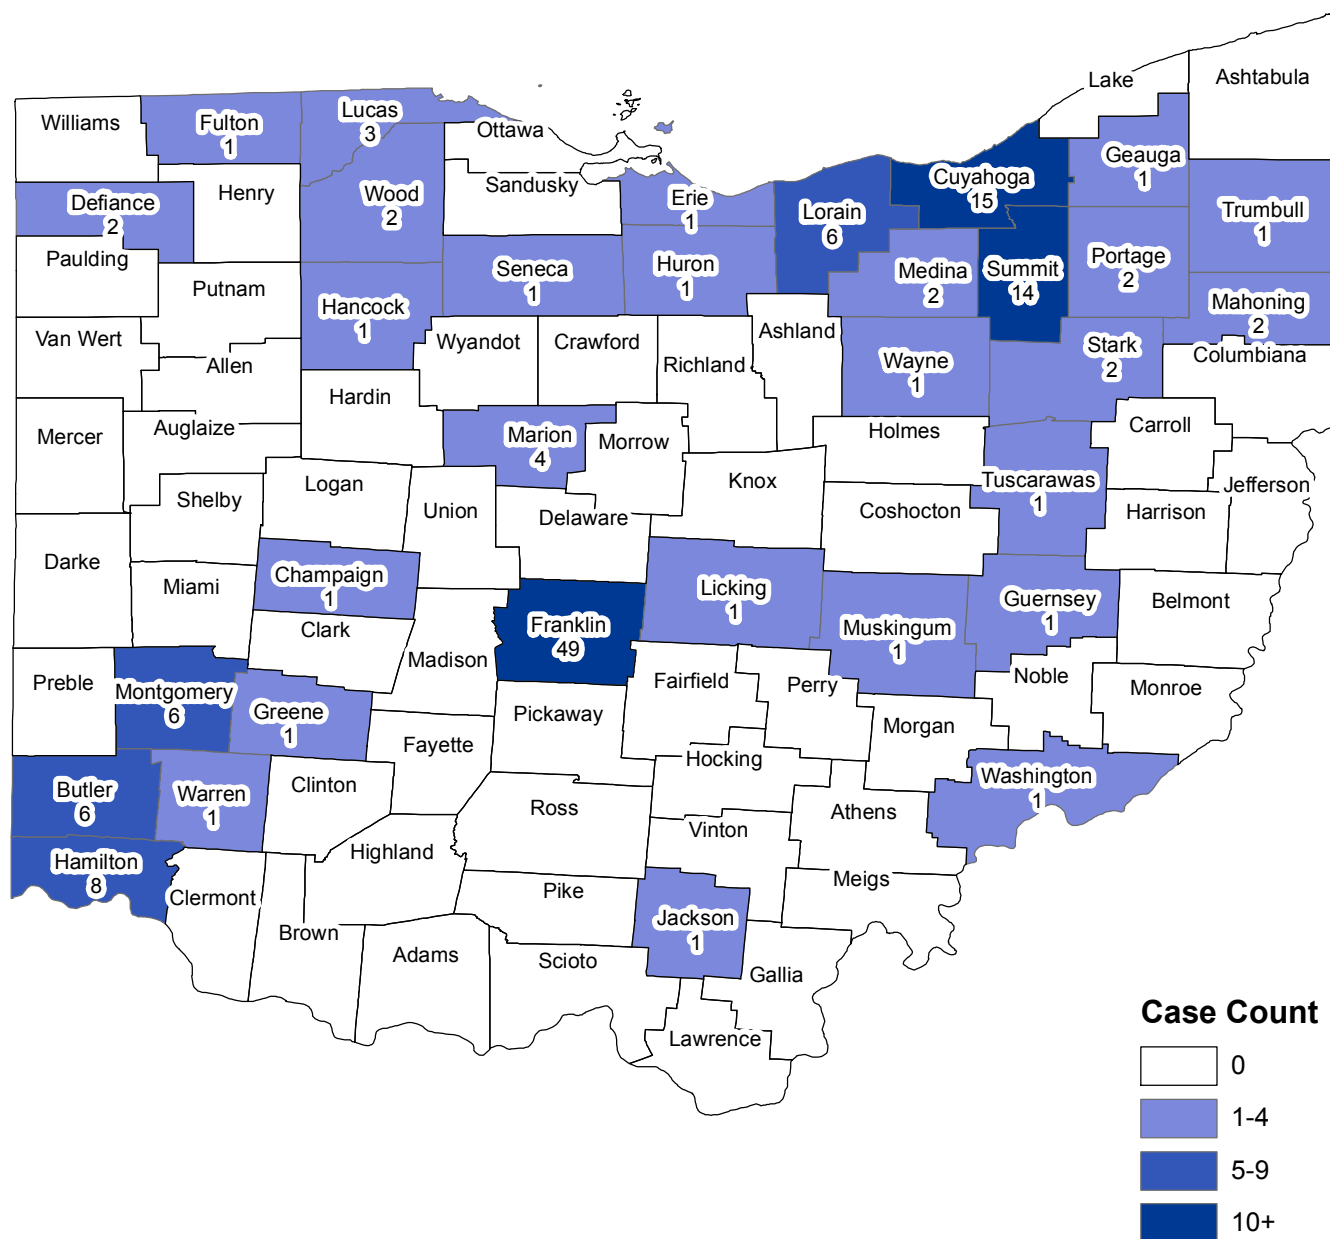 Lake
Ashtabula
Williams
Fulton
1
Lucas
3
Ottawa
Geauga
1
Defiance
2
Henry
Wood
2
Sandusky
Erie
1
Lorain
6
Cuyahoga
15
Trumbull
1
Paulding
Putnam
Hancock
1
Seneca
1
Huron
1
Medina
2
Summit
14
Portage
2
Mahoning
2
Van Wert
Allen
Wyandot
Crawford
Richland
Ashland
Wayne
1
Stark
2
Columbiana
Mercer
Auglaize
Hardin
Marion
4
Morrow
Holmes
Carroll
Shelby
Logan
Union
Delaware
Knox
Coshocton
Tuscarawas
1
Harrison
Jefferson
Darke
Miami
Champaign
1
Clark
Madison
Franklin
49
Licking
1
Muskingum
1
Guernsey
1
Belmont
Preble
Montgomery
6
Greene
1
Fayette
Pickaway
Fairfield
Perry
Morgan
Noble
Monroe
Butler
6
Warren
1
Clinton
Ross
Hocking
Athens
Washington
1
Hamilton
8
Clermont
Highland
Vinton
Pike
Meigs
Brown
Adams
Scioto
Jackson
1
Gallia
Lawrence
Case Count
0
1-4
5-9
10+